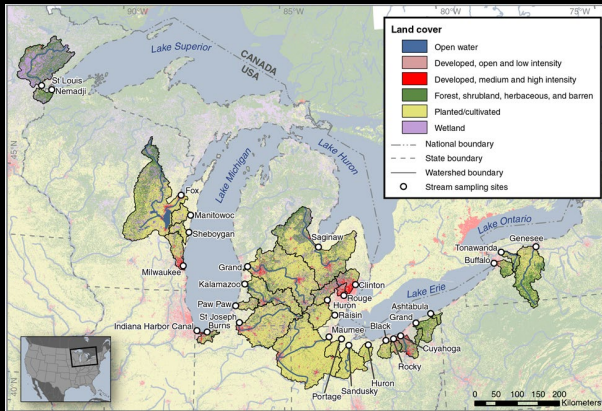 90°W
85°W
80°W
75°W
45°N
40°N
Lake Superior
CANADA
USA
St Louis
Nemadji
Lake Michigan
Lake Huron
Lake Ontario
Lake Erie
Fox
Manitowoc
Sheboygan
Milwaukee
Saginaw
Grand
Kalamazoo
Paw Paw
St Joseph
Burns
Indiana Harbor Canal
Clinton
Rouge
Huron
Raisin
Maumee
Portage
Sandusky
Huron
Black
Rocky
Cuyahoga
Grand
Ashtabula
Tonawanda
Buffalo
Genesee
Land cover
Open water
Developed, open and low intensity
Developed, medium and high intensity
Forest, shrubland, herbaceous, and barren
Planted/cultivated
Wetland
National boundary
State boundary
Watershed boundary
Stream sampling sites
0 50 100 150 200
Kilometers